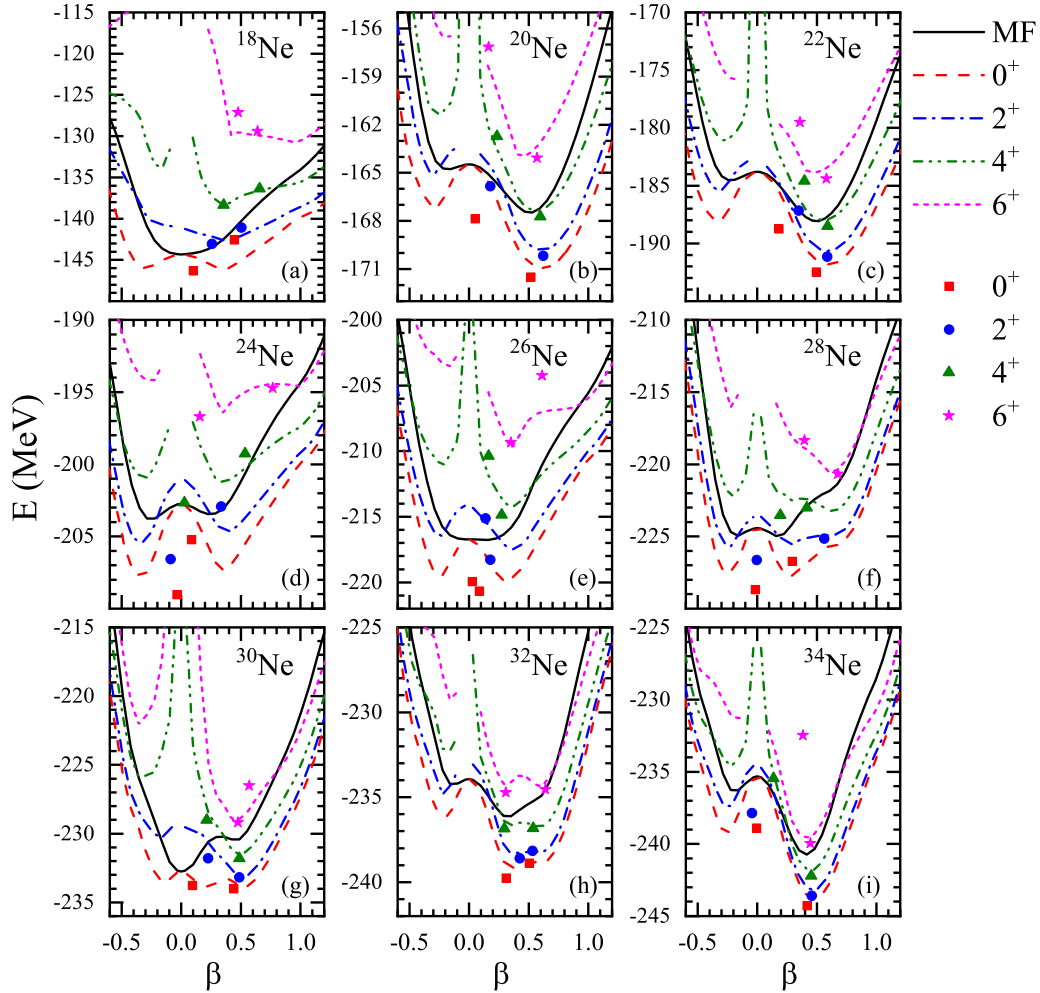 -115 -120 -125 -130 -135 -140 -145
18Ne
(a)
-156 -159 -162 -165 -168 -171
20Ne
(b)
-170 -175 -180 -185 -190
22Ne
(c)
MF
0+
2+
4+
6+
0+
2+
4+
6+
E (MeV)
-190 -195 -200 -205
24Ne
(d)
-200 -205 -210 -215 -220
26Ne
(e)
-210 -215 -220 -225
28Ne
(f)
-215 -220 -225 -230 -235
30Ne
(g)
-225 -230 -235 -240
32Ne
(h)
-225 -230 -235 -240 -245
34Ne
(i)
-0.5 0.0 0.5 1.0
-0.5 0.0 0.5 1.0
-0.5 0.0 0.5 1.0
β
β
β